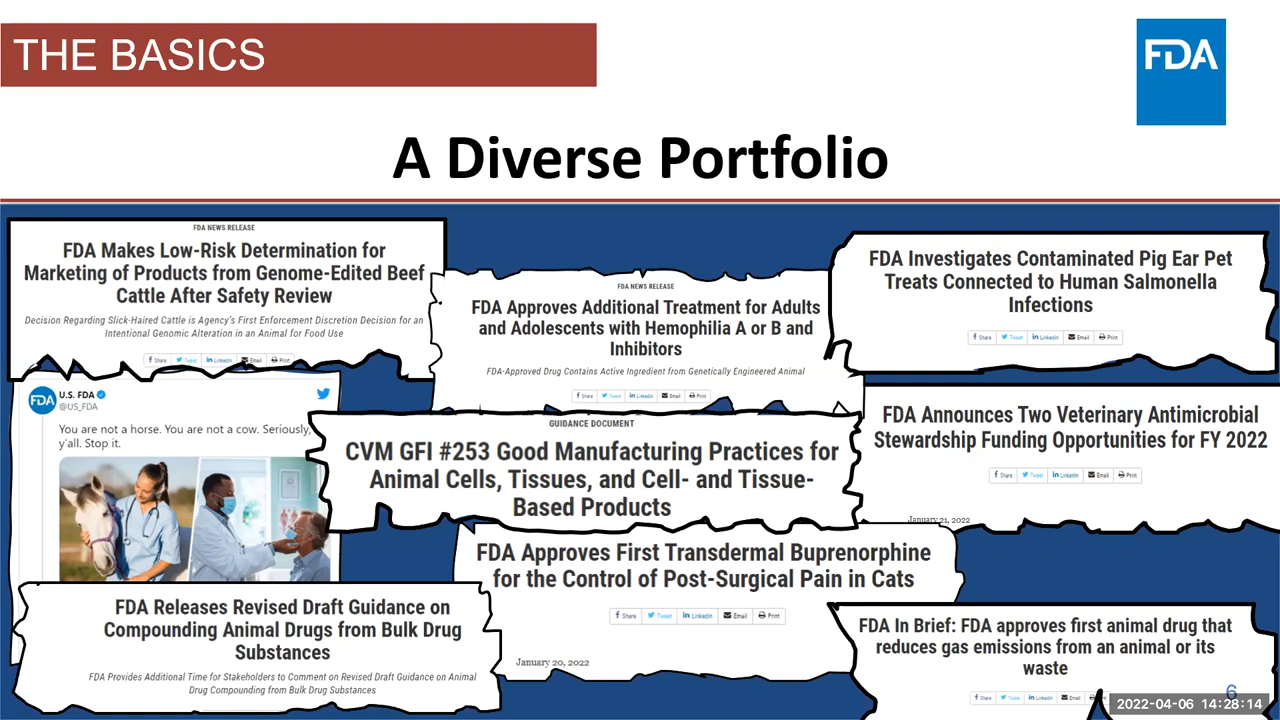 THE BASICS
FDA
A Diverse Portfolio
FDA NEWS RELEASE
FDA Makes Low-Risk Determination for
Marketing of Products from Genome-Edited Beef
Cattle After Safety Review
Decision Regarding Slick-Haired Cattle is Agency's First Enforcement Discretion Decision for an
Intentional Genomic Alteration in an Animal for Food Use
Share Tweet Linkedin Email Print
FDA NEWS RELEASE
FDA Approves Additional Treatment for Adults
and Adolescents with Hemophilia A or B and
Inhibitors
FDA-Approved Drug Contains Active Ingredient from Genetically Engineered Animal
Share Tweet Linkedin Email Print
FDA Investigates Contaminated Pig Ear Pet
Treats Connected to Human Salmonella
Infections
Share Tweet Linkedin Email Print
FDA
U.S. FDA
@US_FDA
You are not a horse. You are not a cow. Seriously,
y'all. Stop it.
GUIDANCE DOCUMENT
CVM GFI #253 Good Manufacturing Practices for
Animal Cells, Tissues, and Cell- and Tissue-
Based Products
FDA Announces Two Veterinary Antimicrobial
Stewardship Funding Opportunities for FY 2022
Share Tweet Linkedin Email Print
January 21, 2022
FDA Approves First Transdermal Buprenorphine
for the Control of Post-Surgical Pain in Cats
Share Tweet Linkedin Email Print
January 20, 2022
FDA Releases Revised Draft Guidance on
Compounding Animal Drugs from Bulk Drug
Substances
FDA Provides Additional Time for Stakeholders to Comment on Revised Draft Guidance on Animal
Drug Compounding from Bulk Drug Substances
FDA In Brief: FDA approves first animal drug that
reduces gas emissions from an animal or its
waste
Share Tweet Linkedin Email
6
2022-04-06 14:28:14